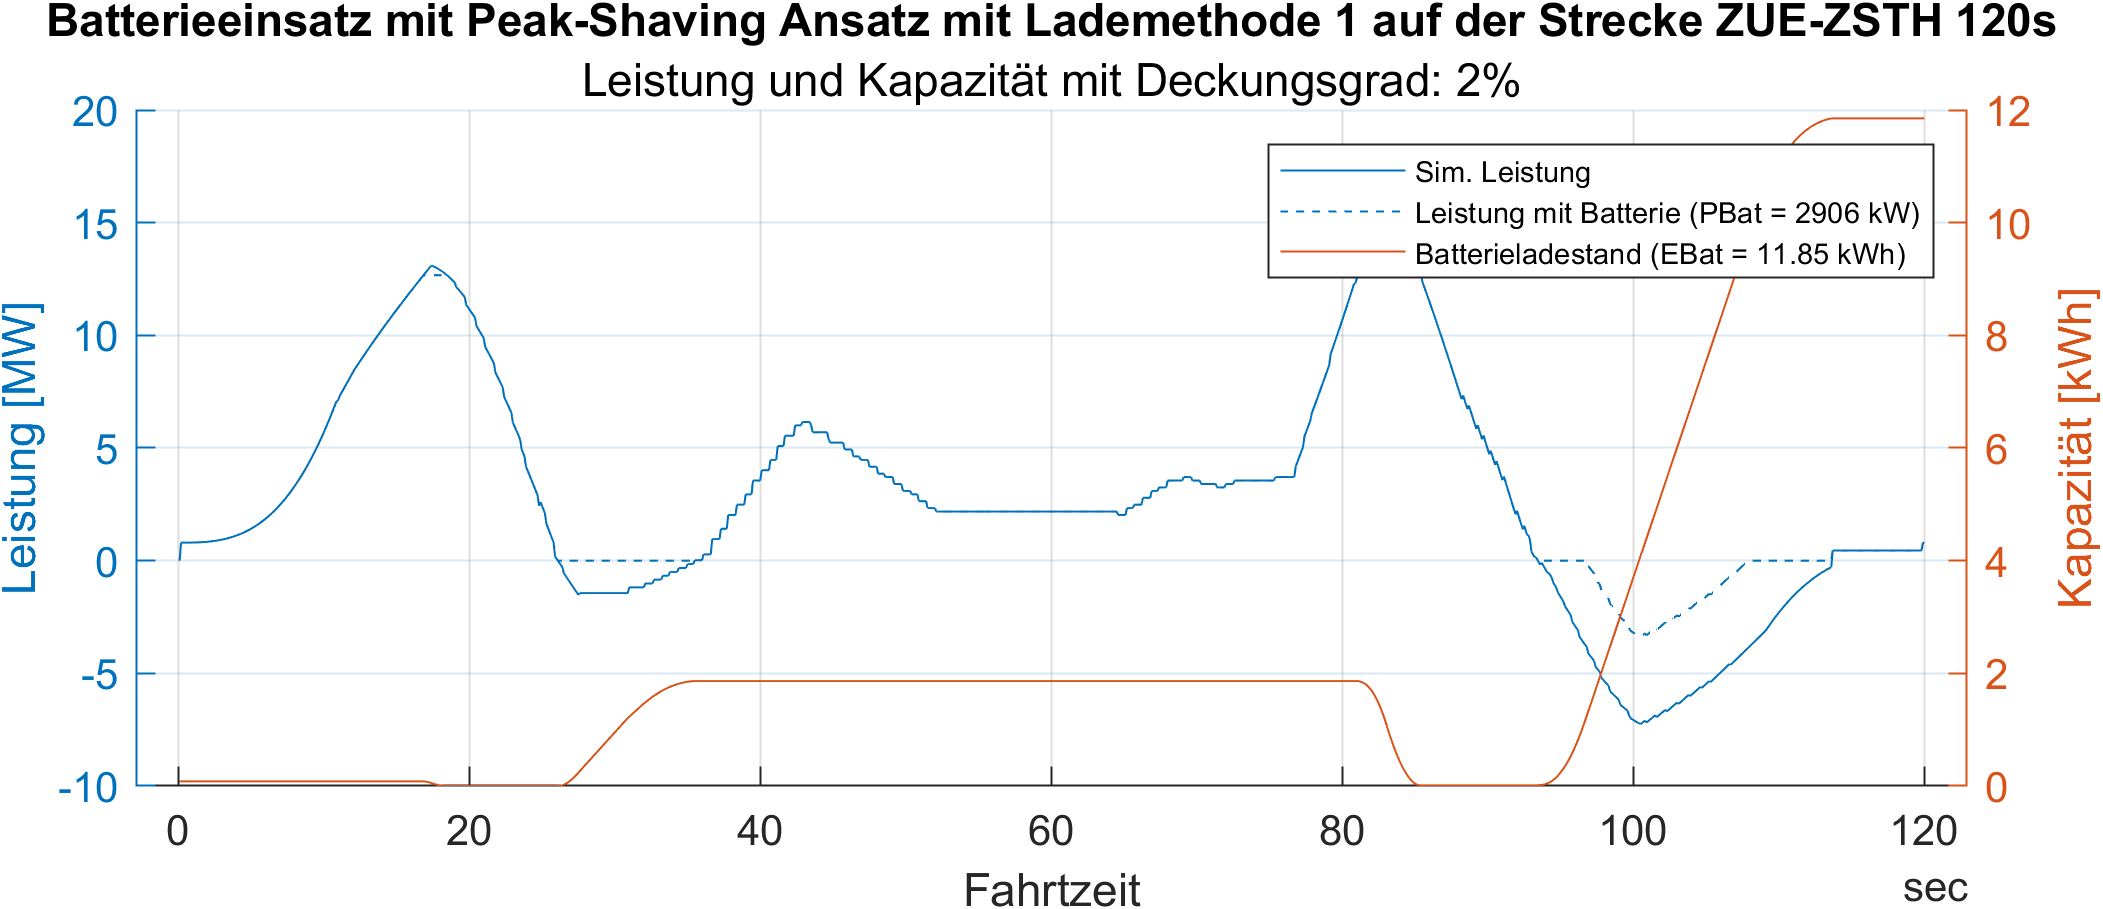 Batterieeinsatz mit Peak-Shaving Ansatz mit Lademethode 1 auf der Strecke ZUE-ZSTH 120s
Leistung und Kapazität mit Deckungsgrad: 2%
Leistung [MW]
20
15
10
5
0
-5
-10
Sim. Leistung
Leistung mit Batterie (PBat = 2906 kW)
Batterieladestand (EBat = 11.85 kWh)
12
10
8
6
4
2
0
Kapazität [kWh]
0 20 40 60 80 100 120
Fahrtzeit
sec